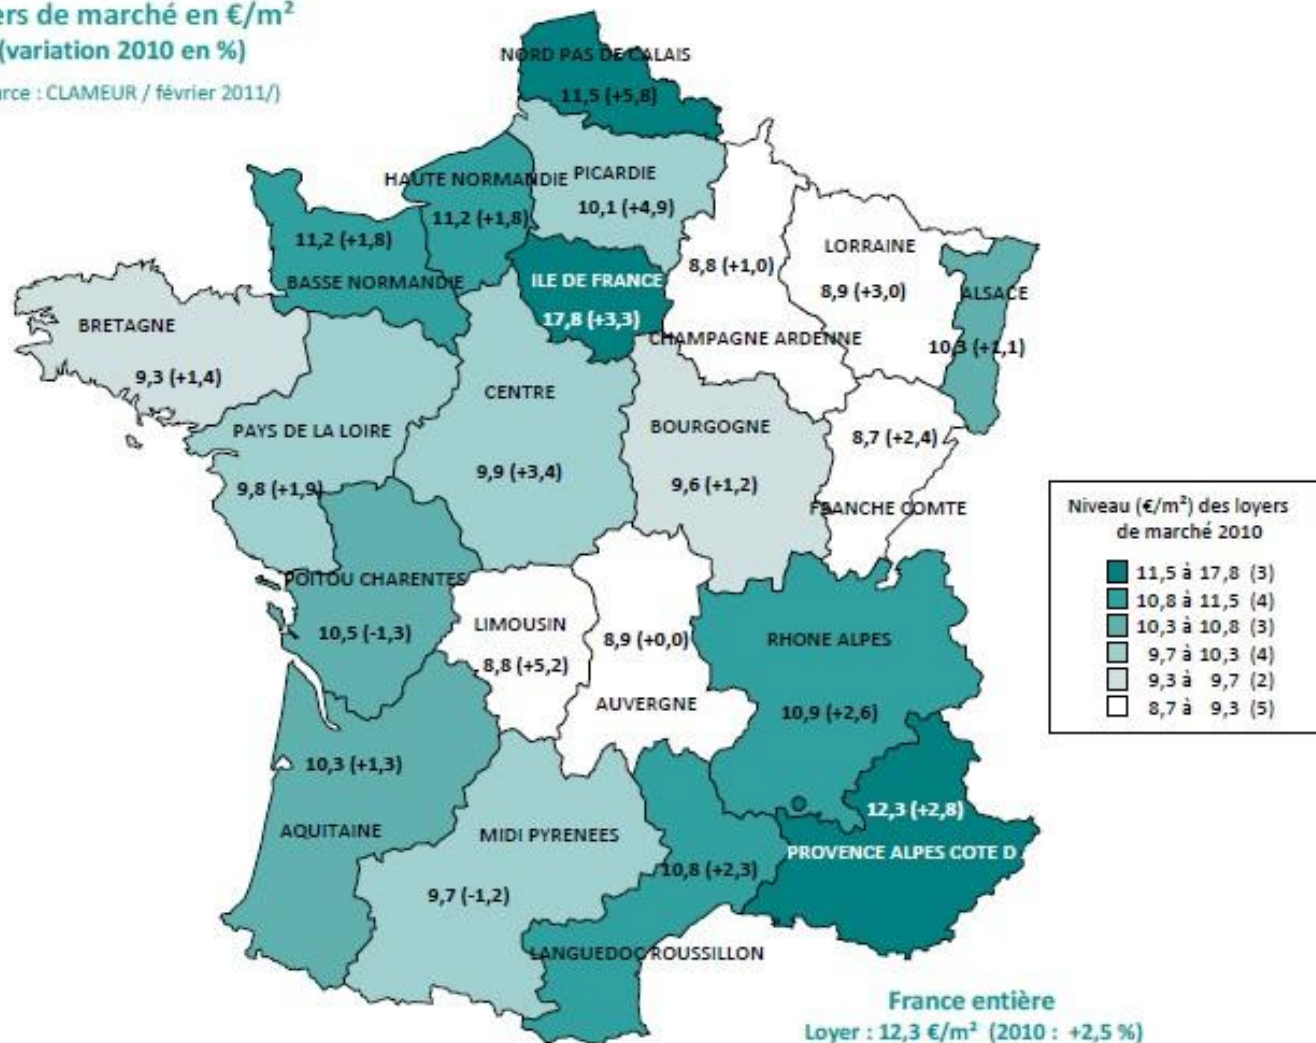 ers de marché en €/m²
(variation 2010 en %)
rce : CLAMEUR / février 2011/)
NORD PAS DE CALAIS
11,5 (+5,8)
HAUTE NORMANDIE
11,2 (+1,8)
PICARDIE
10,1 (+4,9)
11,2 (+1,8)
BASSE NORMANDIE
ILE DE FRANCE
17,8 (+3,3)
8,8 (+1,0)
CHAMPAGNE ARDENNE
LORRAINE
8,9 (+3,0)
ALSACE
10,3 (+1,1)
BRETAGNE
9,3 (+1,4)
PAYS DE LA LOIRE
9,8 (+1,9)
CENTRE
9,9 (+3,4)
BOURGOGNE
9,6 (+1,2)
8,7 (+2,4)
FRANCHE COMTE
POITOU CHARENTES
10,5 (-1,3)
LIMOUSIN
8,8 (+5,2)
8,9 (+0,0)
AUVERGNE
RHONE ALPES
10,9 (+2,6)
10,3 (+1,3)
AQUITAINE
MIDI PYRENEES
9,7 (-1,2)
10,8 (+2,3)
LANGUEDOC ROUSSILLON
12,3 (+2,8)
PROVENCE ALPES COTE D
Niveau (€/m²) des loyers
de marché 2010
11,5 à 17,8 (3)
10,8 à 11,5 (4)
10,3 à 10,8 (3)
9,7 à 10,3 (4)
9,3 à 9,7 (2)
8,7 à 9,3 (5)
France entière
Loyer : 12,3 €/m² (2010 : +2,5 %)